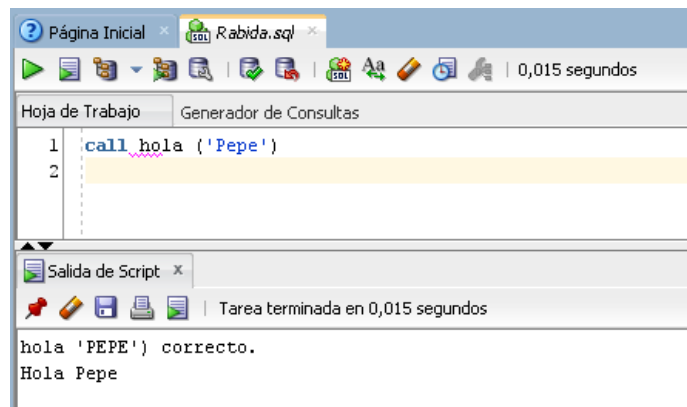 Página Inicial
Rabida.sql
0,015 segundos
Hoja de Trabajo
Generador de Consultas
1 call hola ('Pepe')
2
Salida de Script
Tarea terminada en 0,015 segundos
hola 'PEPE') correcto.
Hola Pepe